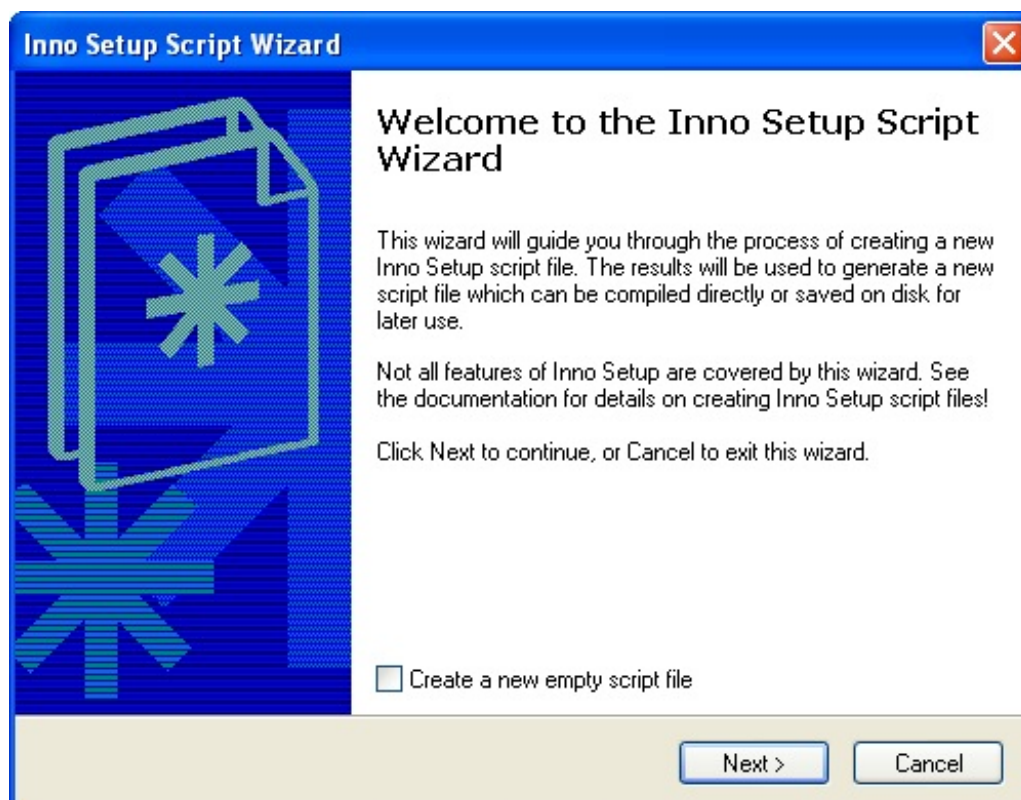 Inno Setup Script Wizard
Welcome to the Inno Setup Script
Wizard
This wizard will guide you through the process of creating a new
Inno Setup script file. The results will be used to generate a new
script file which can be compiled directly or saved on disk for
later use.
Not all features of Inno Setup are covered by this wizard. See
the documentation for details on creating Inno Setup script files!
Click Next to continue, or Cancel to exit this wizard.
Create a new empty script file
Next >
Cancel